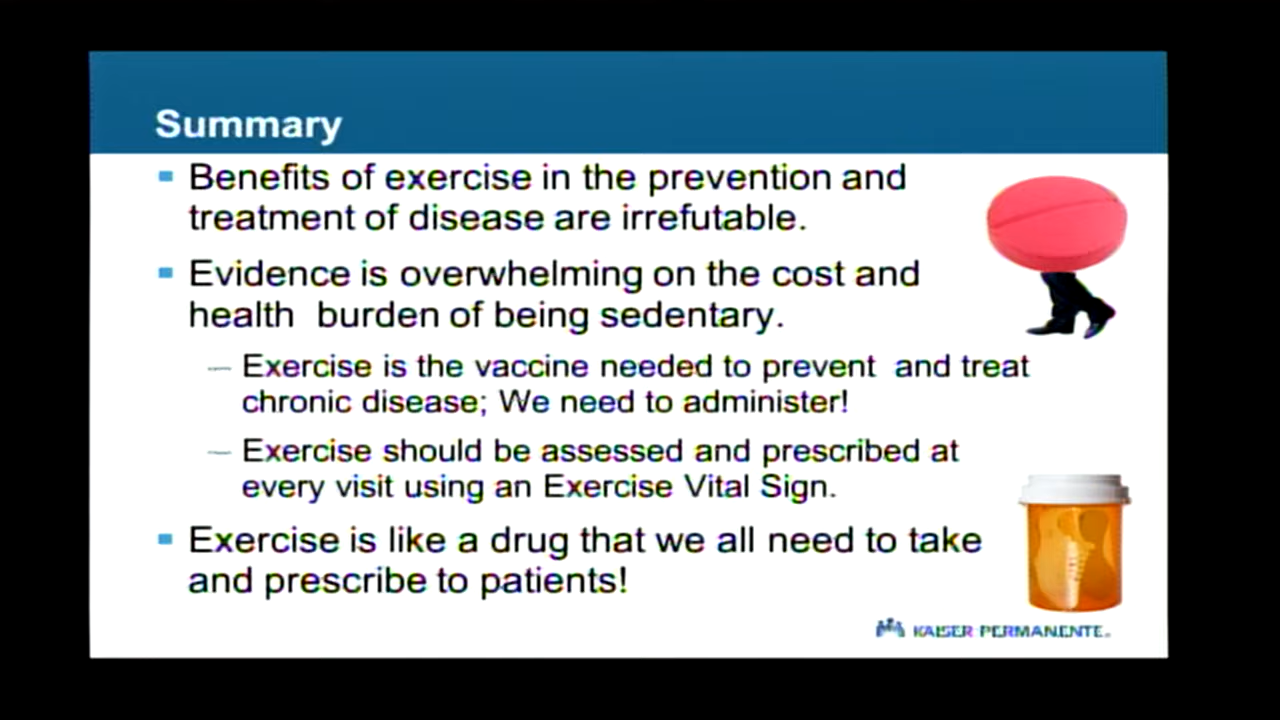 Summary
Benefits of exercise in the prevention and
treatment of disease are irrefutable.
Evidence is overwhelming on the cost and
health burden of being sedentary.
— Exercise is the vaccine needed to prevent and treat
chronic disease; We need to administer!
— Exercise should be assessed and prescribed at
every visit using an Exercise Vital Sign.
Exercise is like a drug that we all need to take
and prescribe to patients!
KAISER PERMANENTE.